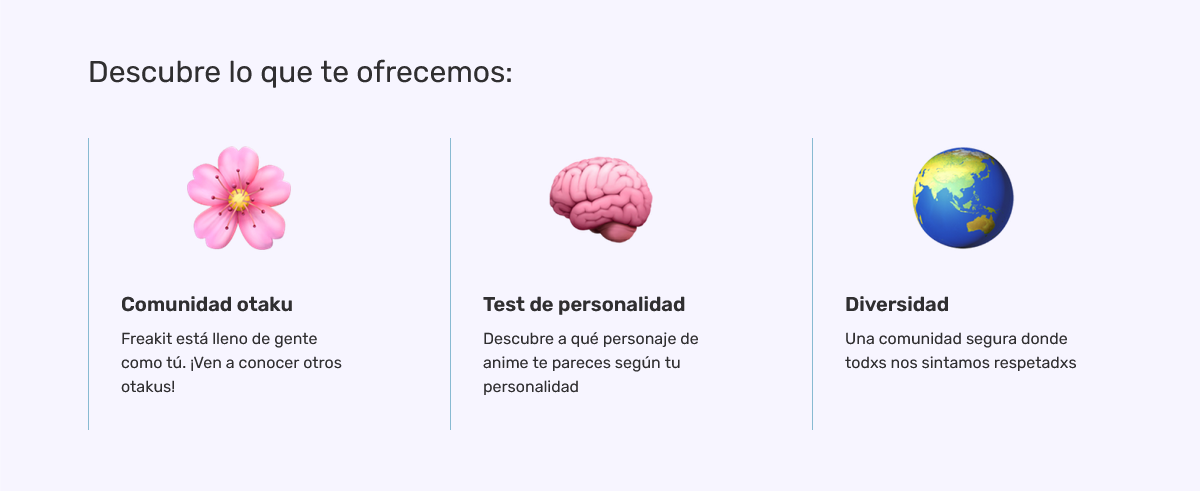 Descubre lo que te ofrecemos:
Comunidad otaku
Freakit está lleno de gente
como tú. ¡Ven a conocer otros
otakus!
Test de personalidad
Descubre a qué personaje de
anime te pareces según tu
personalidad
Diversidad
Una comunidad segura donde
todxs nos sintamos respetadxs